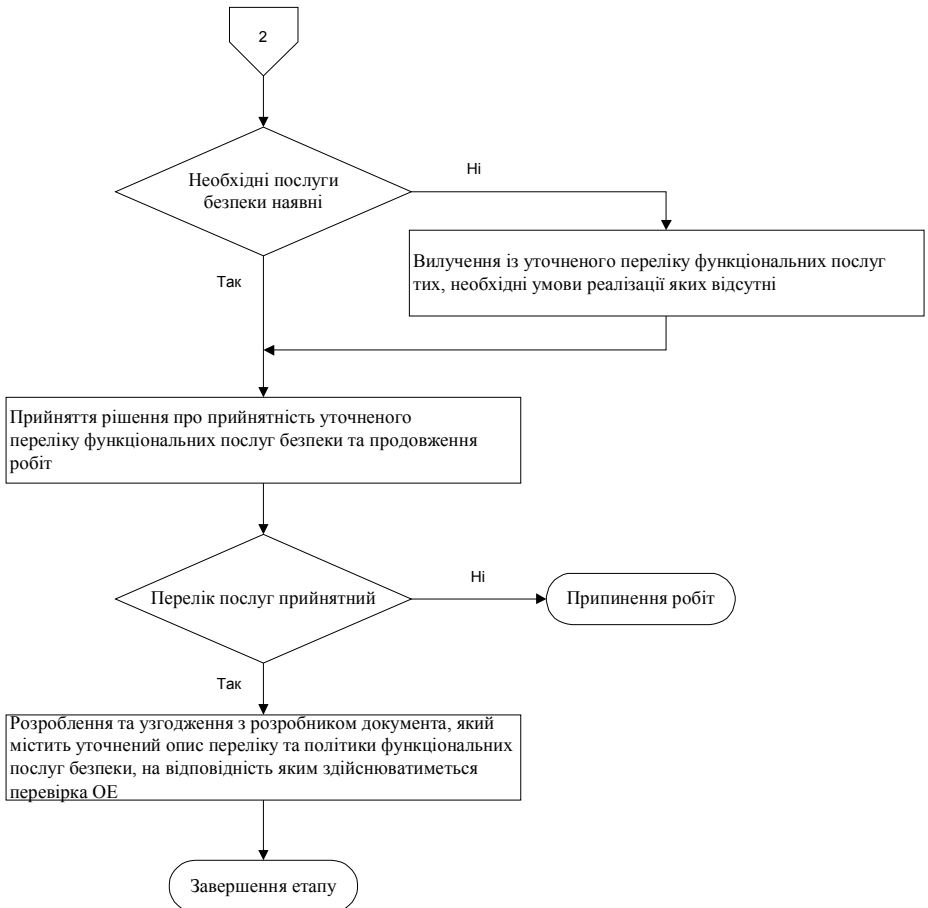 2
Необхідні послуги
безпеки наявні
Ні
Вилучення із уточненого переліку функціональних послуг
тих, необхідні умови реалізації яких відсутні
Так
Прийняття рішення про прийнятність уточненого
переліку функціональних послуг безпеки та продовження
робіт
Перелік послуг прийнятний
Ні
Припинення робіт
Так
Розроблення та узгодження з розробником документа, який
містить уточнений опис переліку та політики функціональних
послуг безпеки, на відповідність яким здійснюватиметься
перевірка ОЕ
Завершення етапу